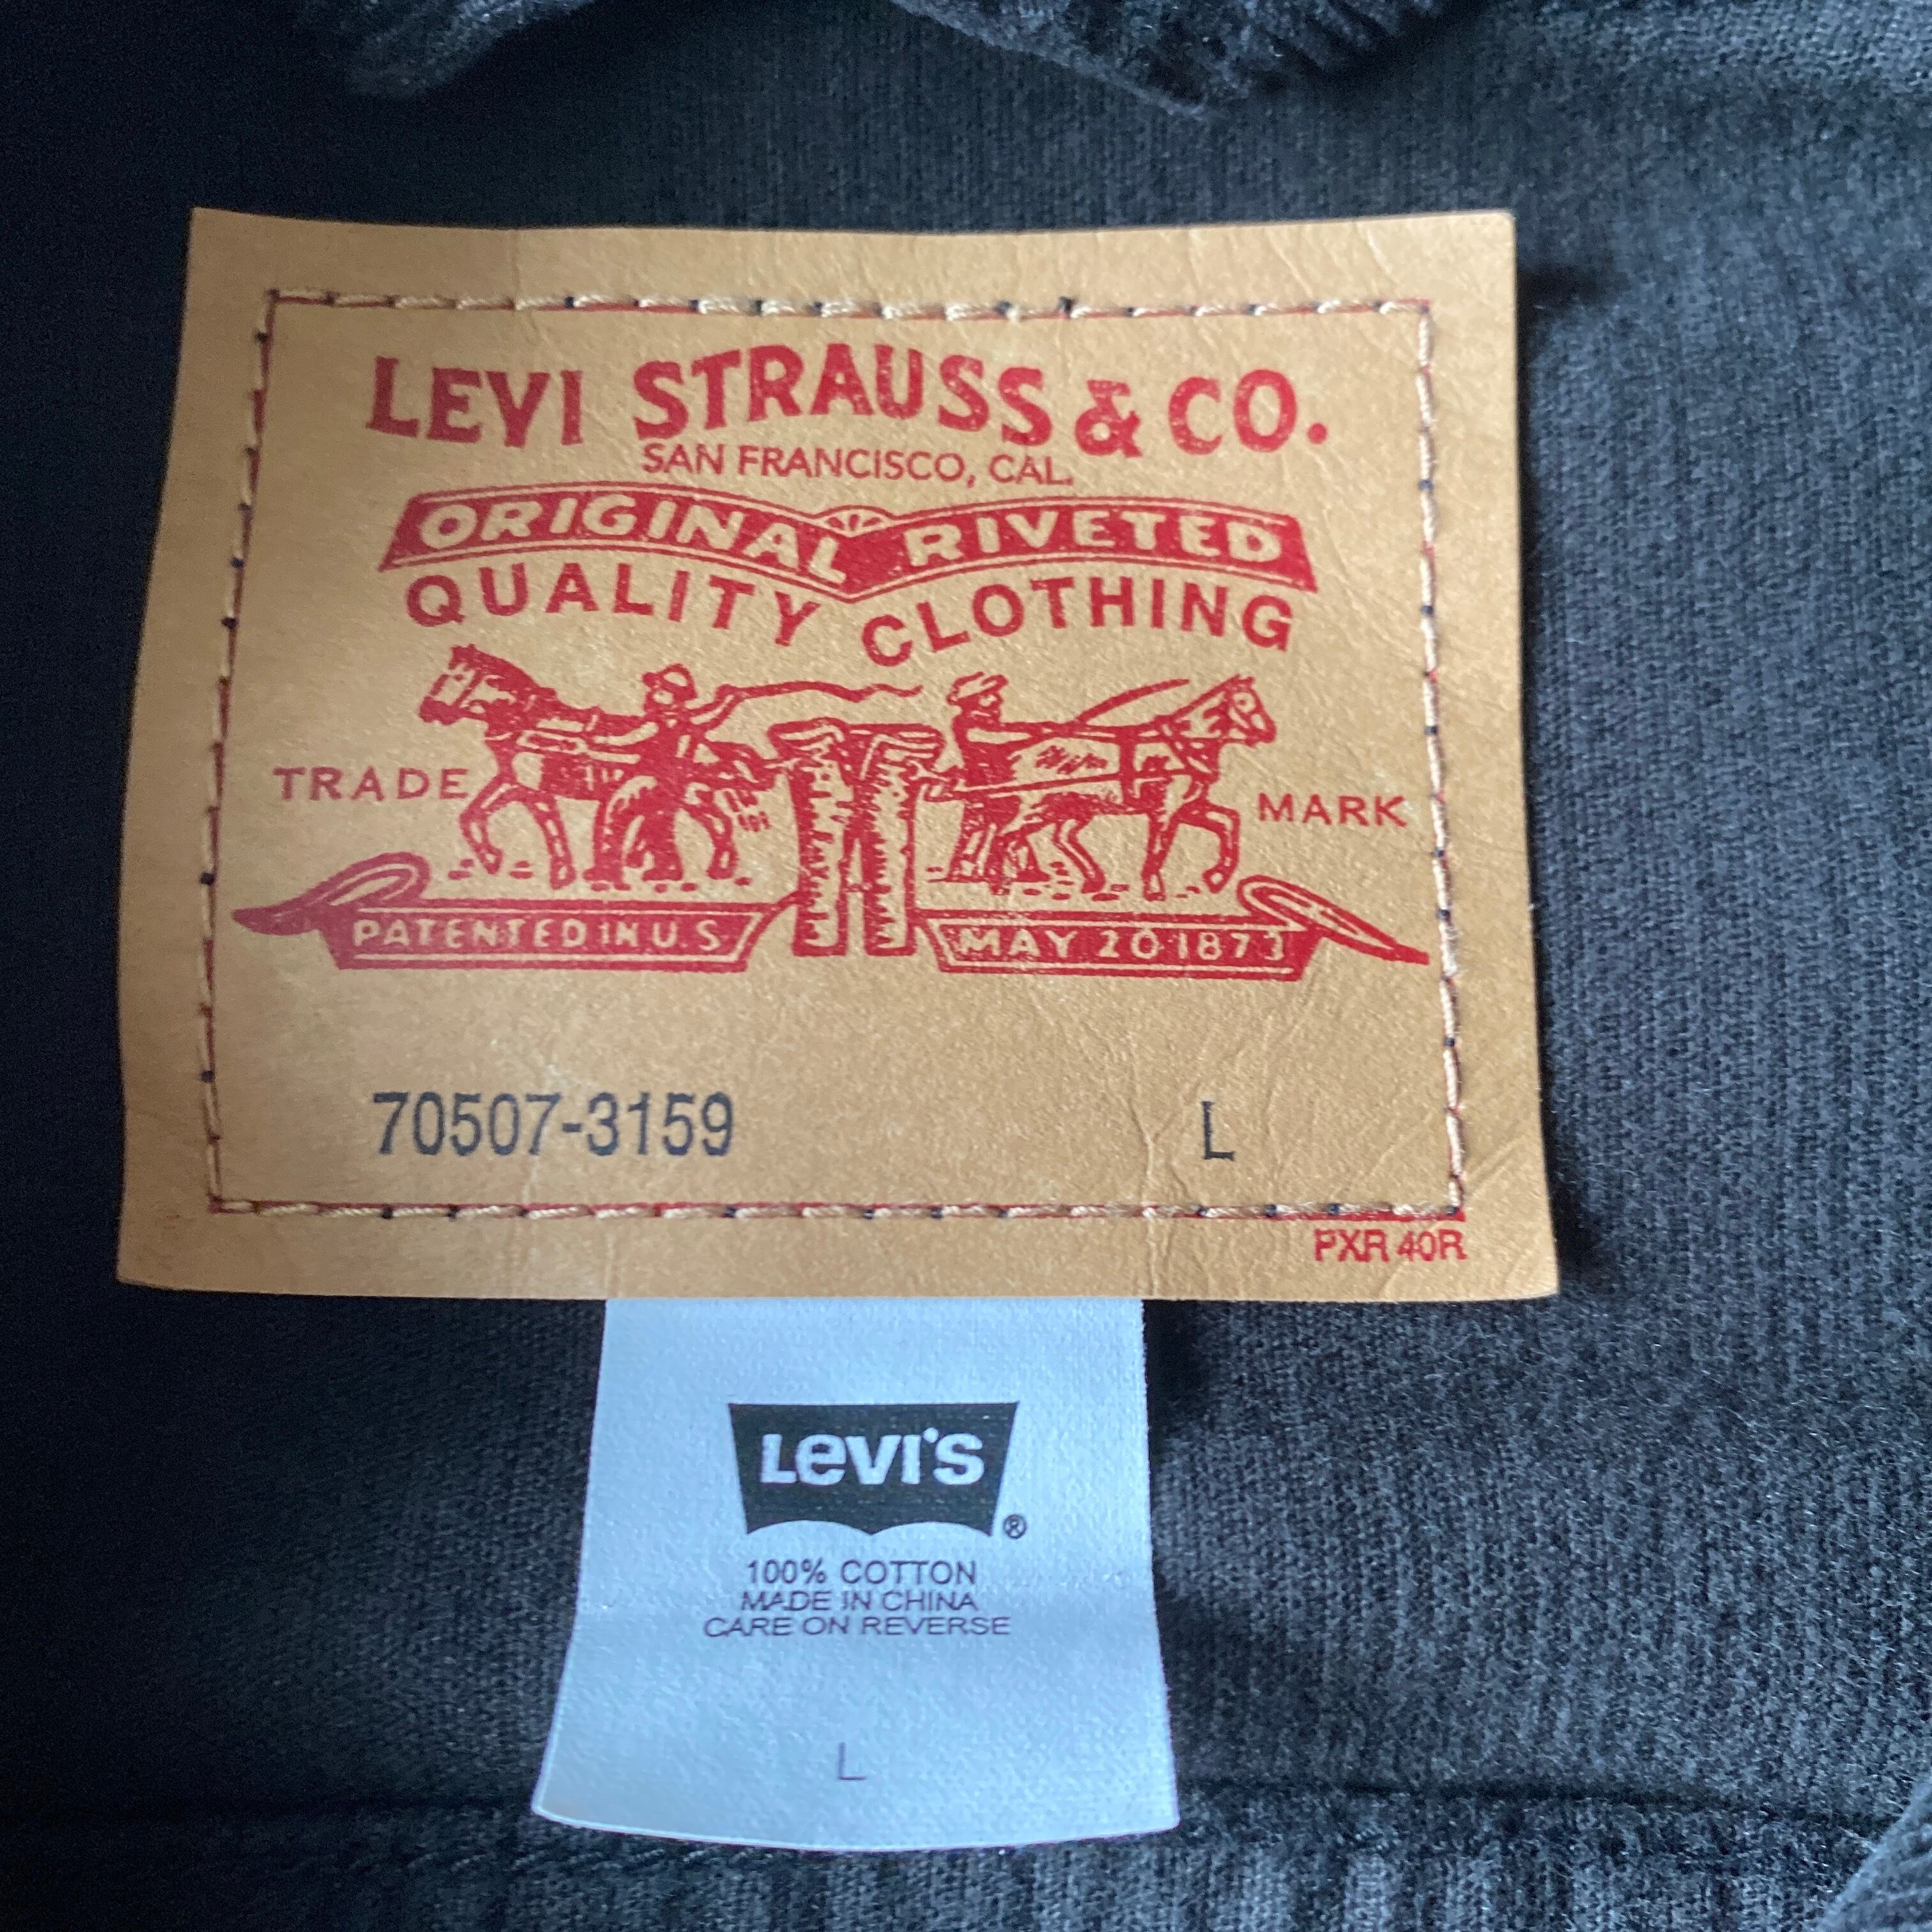 LEVI STRAUSS & CO.
SAN FRANCISCO, CAL.
ORIGINAL RIVETED
QUALITY CLOTHING
TRADE MARK
PATENTED IN U.S MAY 20 1873
70507-3159 L
PXR 40R
LEVI'S ®
100% COTTON
MADE IN CHINA
CARE ON REVERSE
L